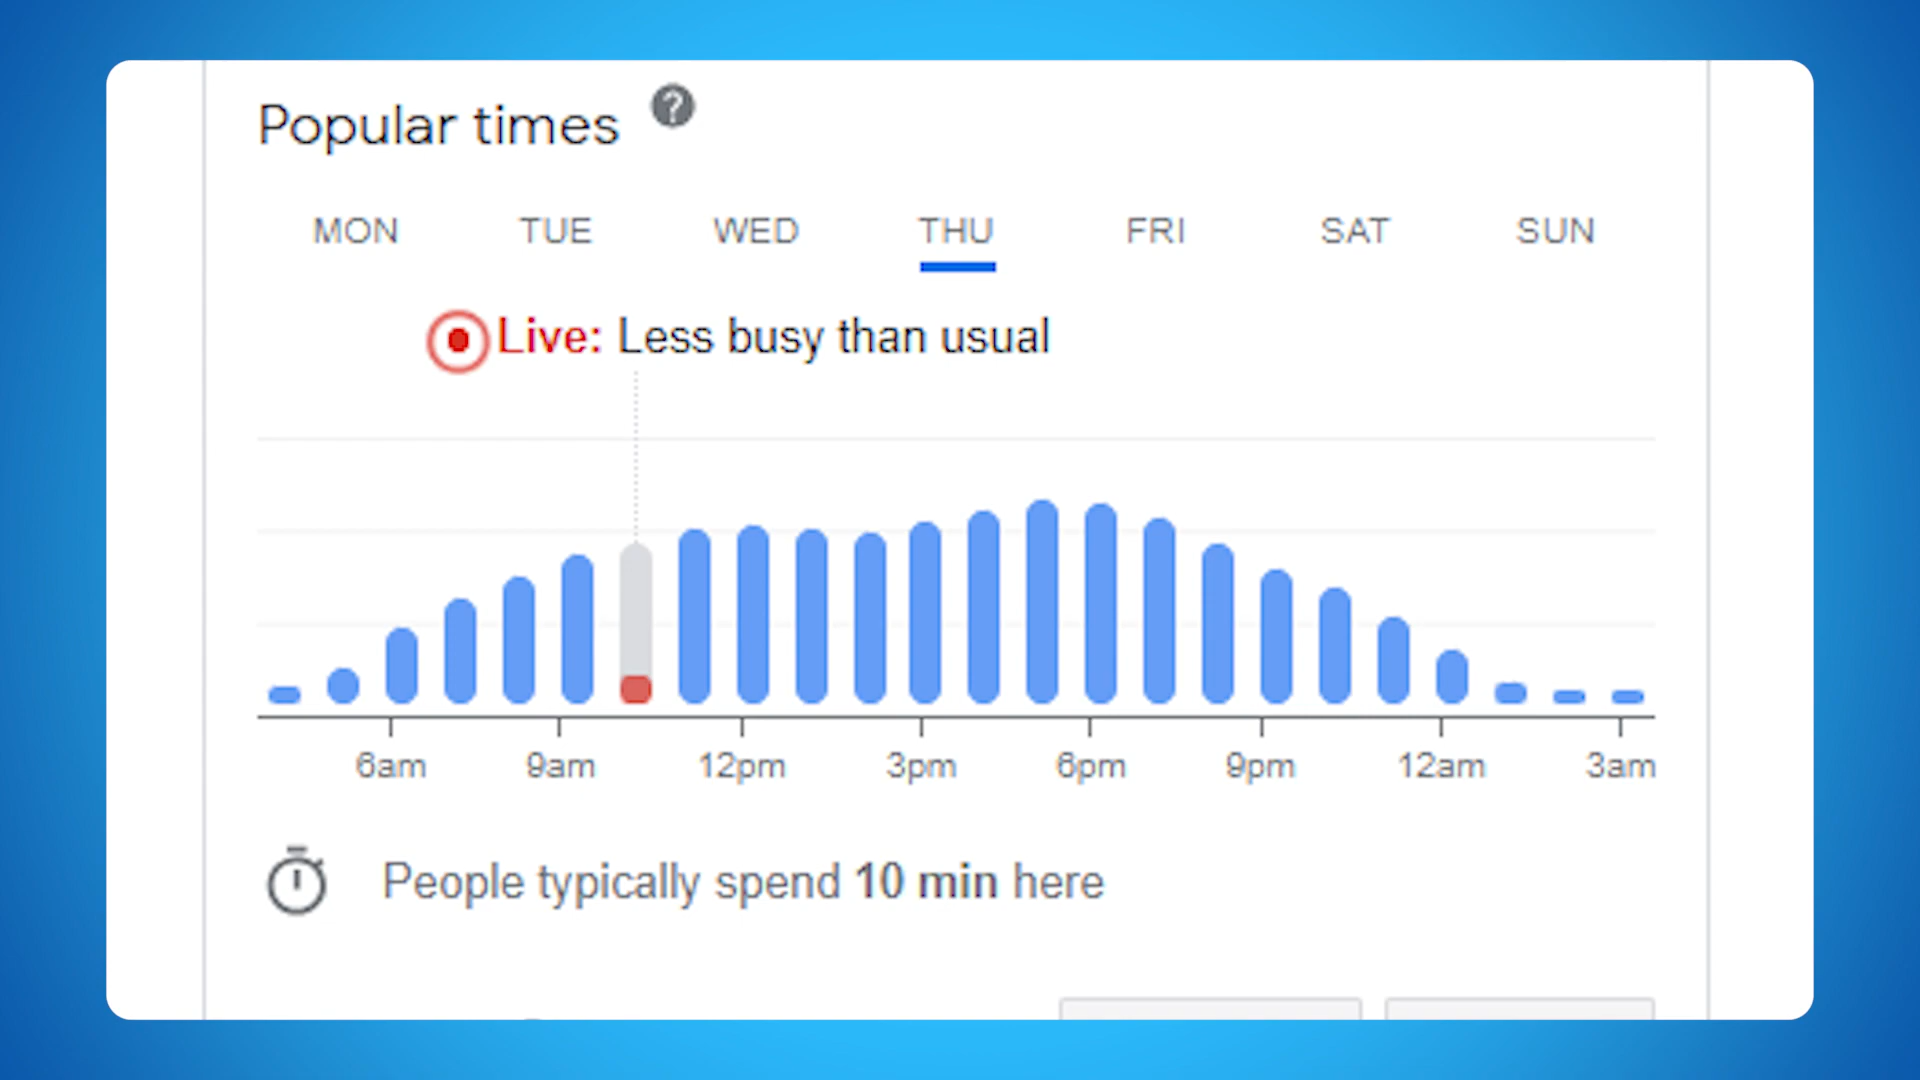 Popular times ?
MON TUE WED THU FRI SAT SUN
Live: Less busy than usual
6am 9am 12pm 3pm 6pm 9pm 12am 3am
People typically spend 10 min here